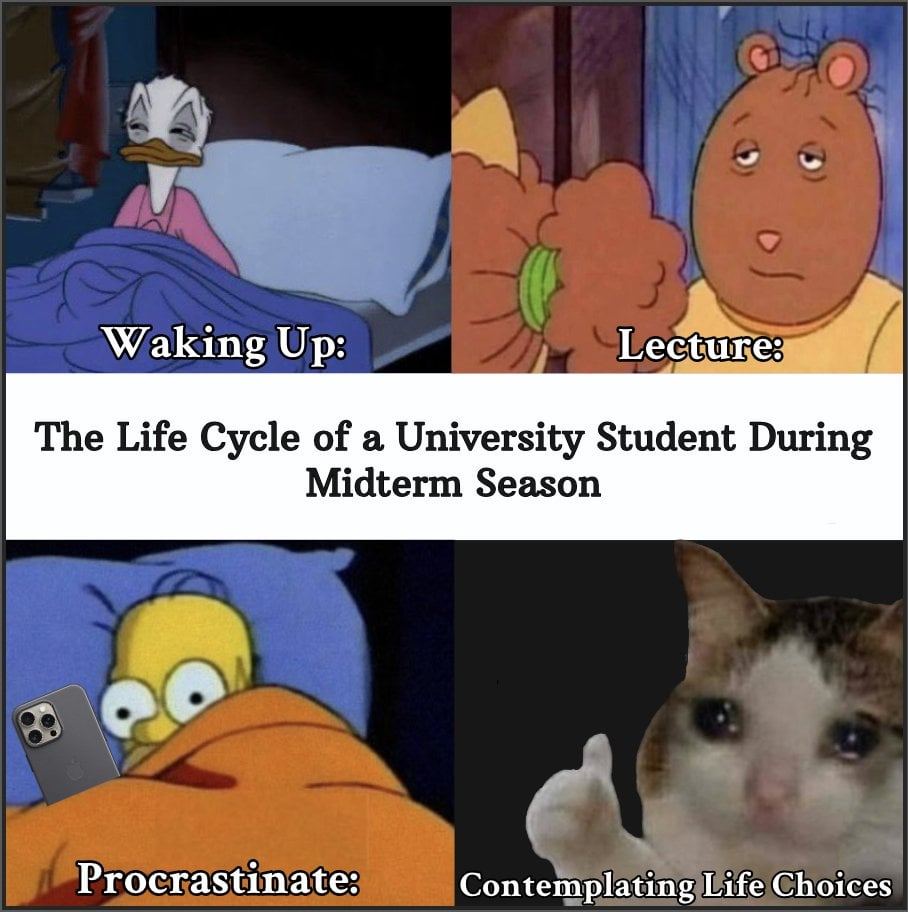 Waking Up:
Lecture:
The Life Cycle of a University Student During
Midterm Season
Procrastinate:
Contemplating Life Choices